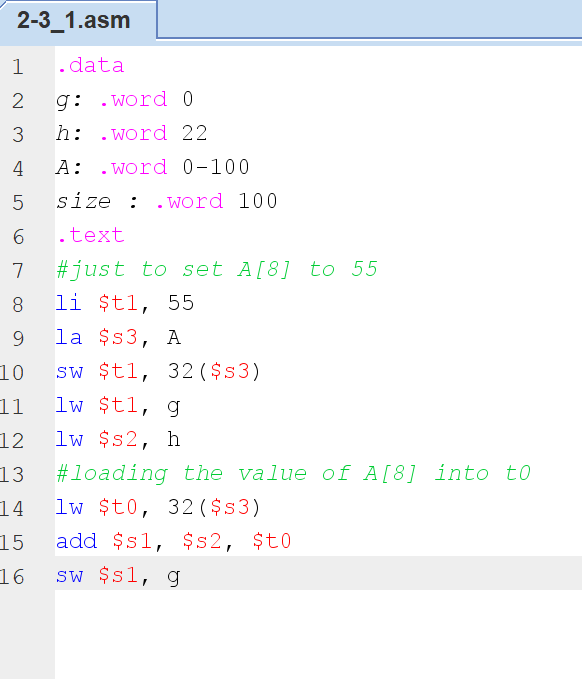 2-3_1.asm
1 .data
2 g: .word 0
3 h: .word 22
4 A: .word 0-100
5 size : .word 100
6 .text
7 #just to set A[8] to 55
8 li $t1, 55
9 la $s3, A
10 sw $t1, 32($s3)
11 lw $t1, g
12 lw $s2, h
13 #loading the value of A[8] into t0
14 lw $t0, 32($s3)
15 add $s1, $s2, $t0
16 sw $s1, g